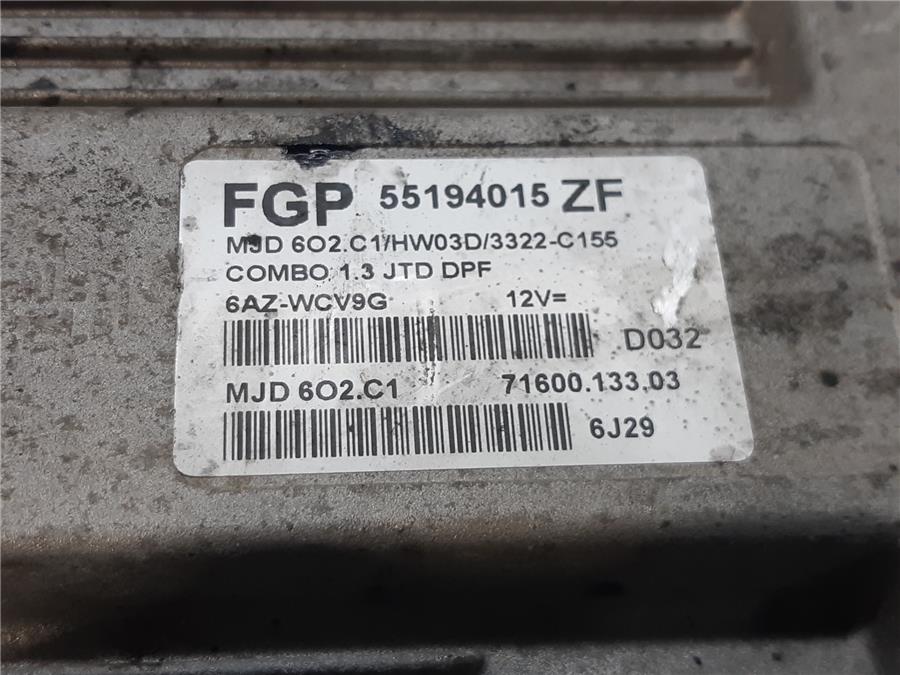 FGP 55194015 ZF
MJD 6O2.C1/HW03D/3322-C155
COMBO 1.3 JTD DPF
6AZ-WCV9G 12V=
D032
MJD 6O2.C1 71600.133.03
6J29